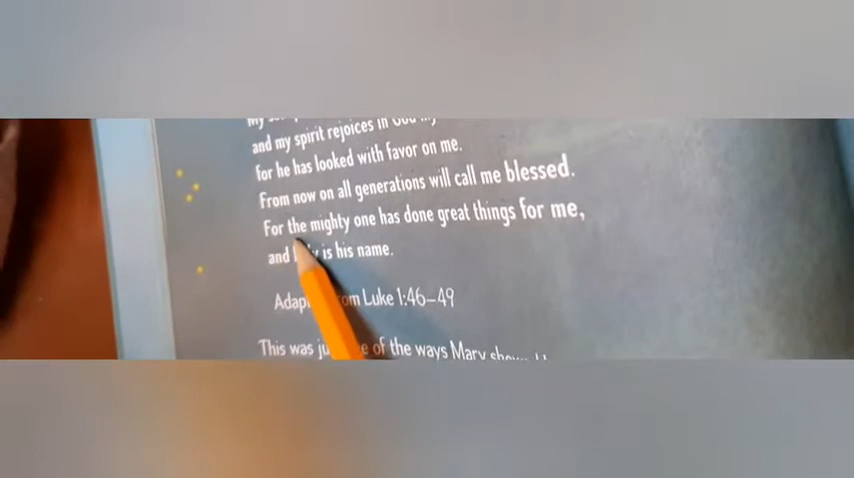 and my spirit rejoices in God my
for he has looked with favor on me.
From now on all generations will call me blessed.
For the mighty one has done great things for me,
and is his name.
from Luke 1:46–49
This was of the ways Mary